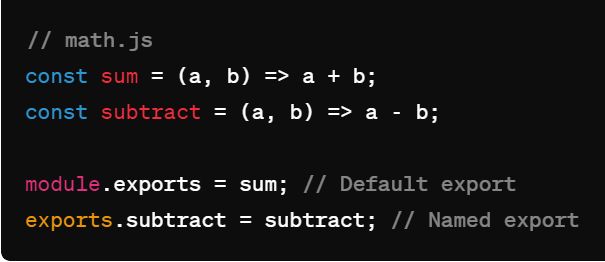 // math.js
const sum = (a, b) => a + b;
const subtract = (a, b) => a - b;
module.exports = sum; // Default export
exports.subtract = subtract; // Named export